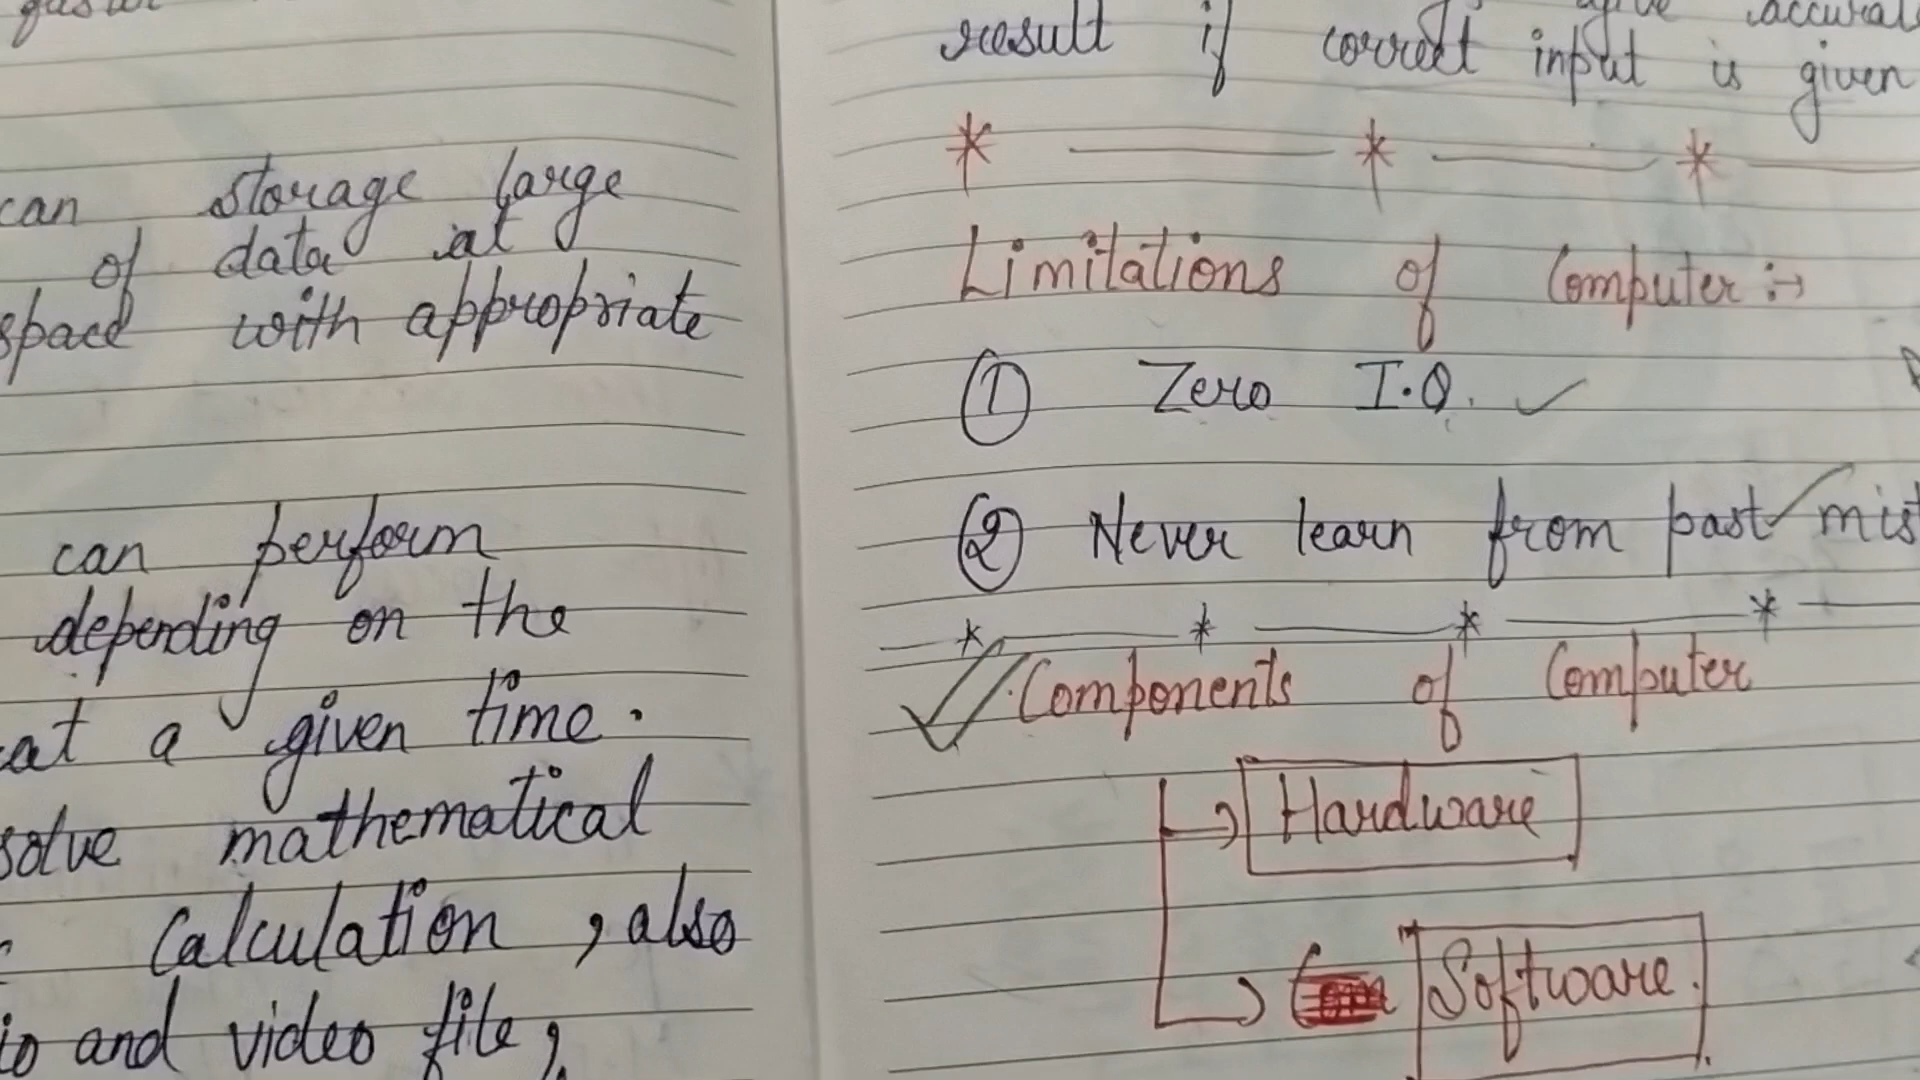 can storage large
of data at
space with appropriate
can perform
depending on the
at a given time.
solve mathematical
Calculation, also
io and video file,
result if correct input is given
Limitations of Computer :→
① Zero I.Q.
② Never learn from past mist
Components of Computer
Hardware
Software.